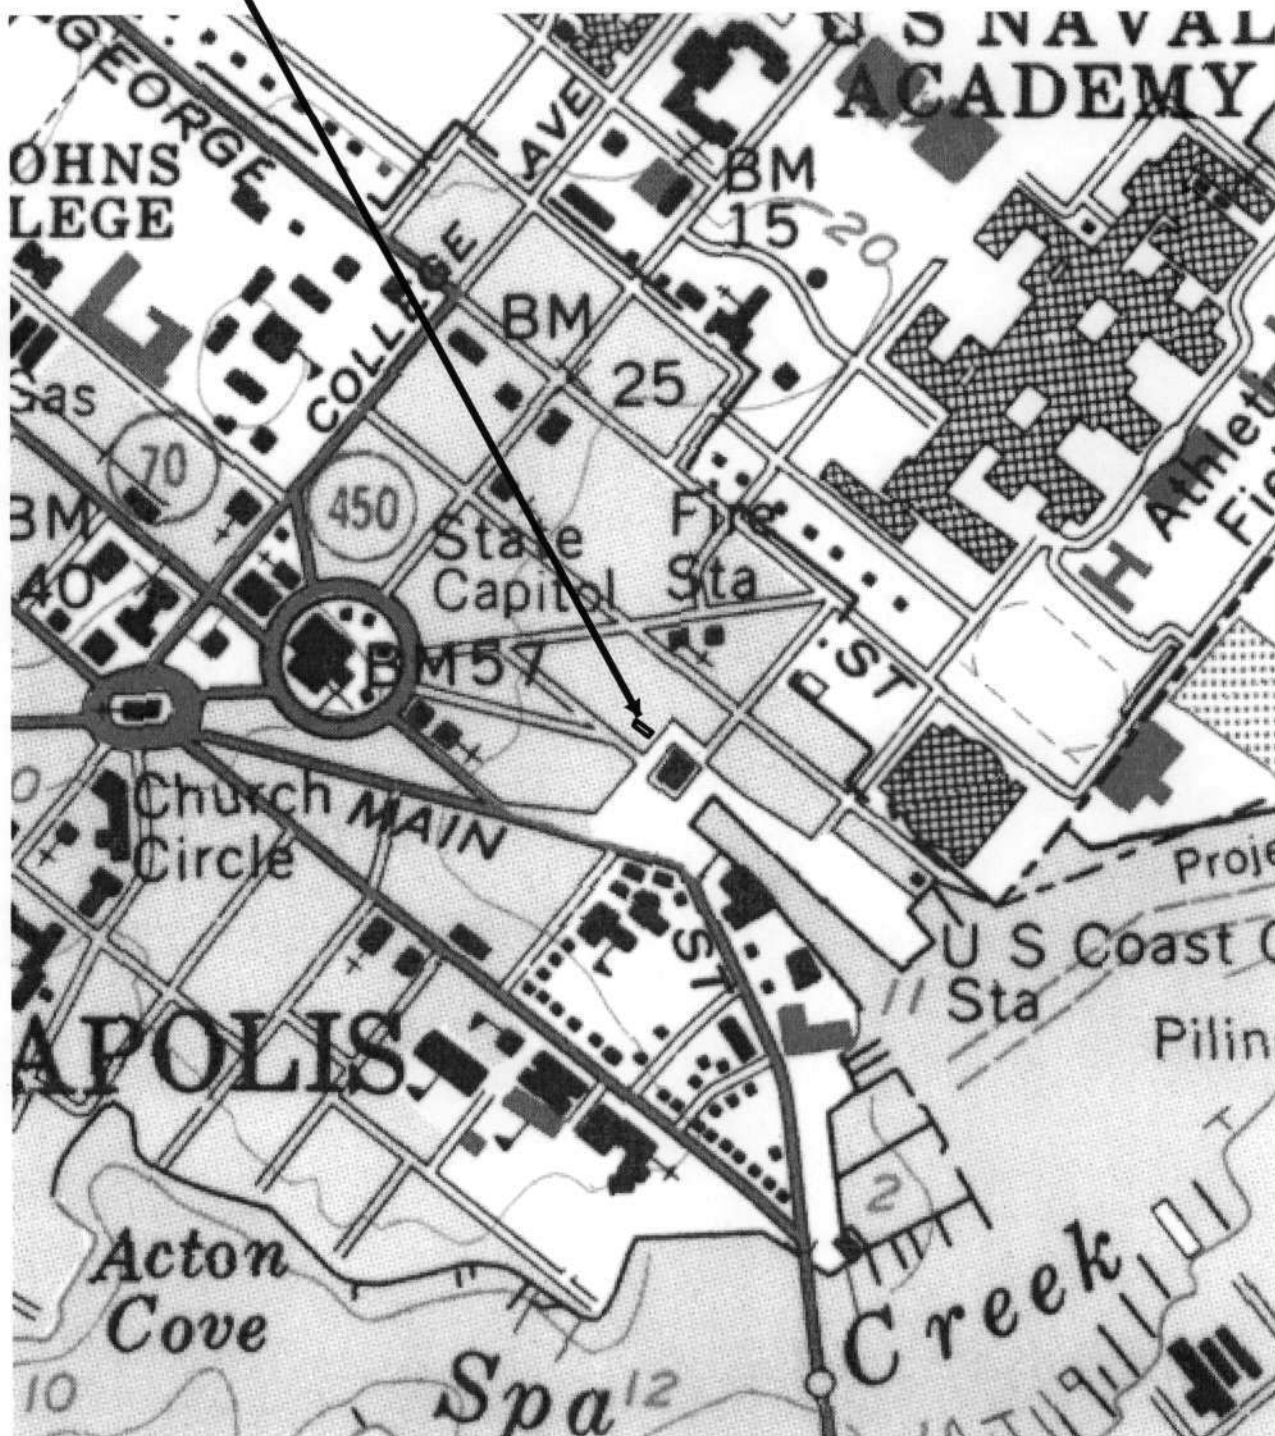 U S NAVAL
ACADEMY
GEORGE
OHNS
LEGE
AVE
BM
15
20
COLLEGE
BM
25
Gas
70
450
BM
40
State
Capitol
Fire
Sta
Athlet
Fie
BM57
ST
Church
Circle
MAIN
ST
Proje
U S Coast G
Sta
11
Pilin
APOLIS
2
Acton
Cove
10
Spa
12
Creek